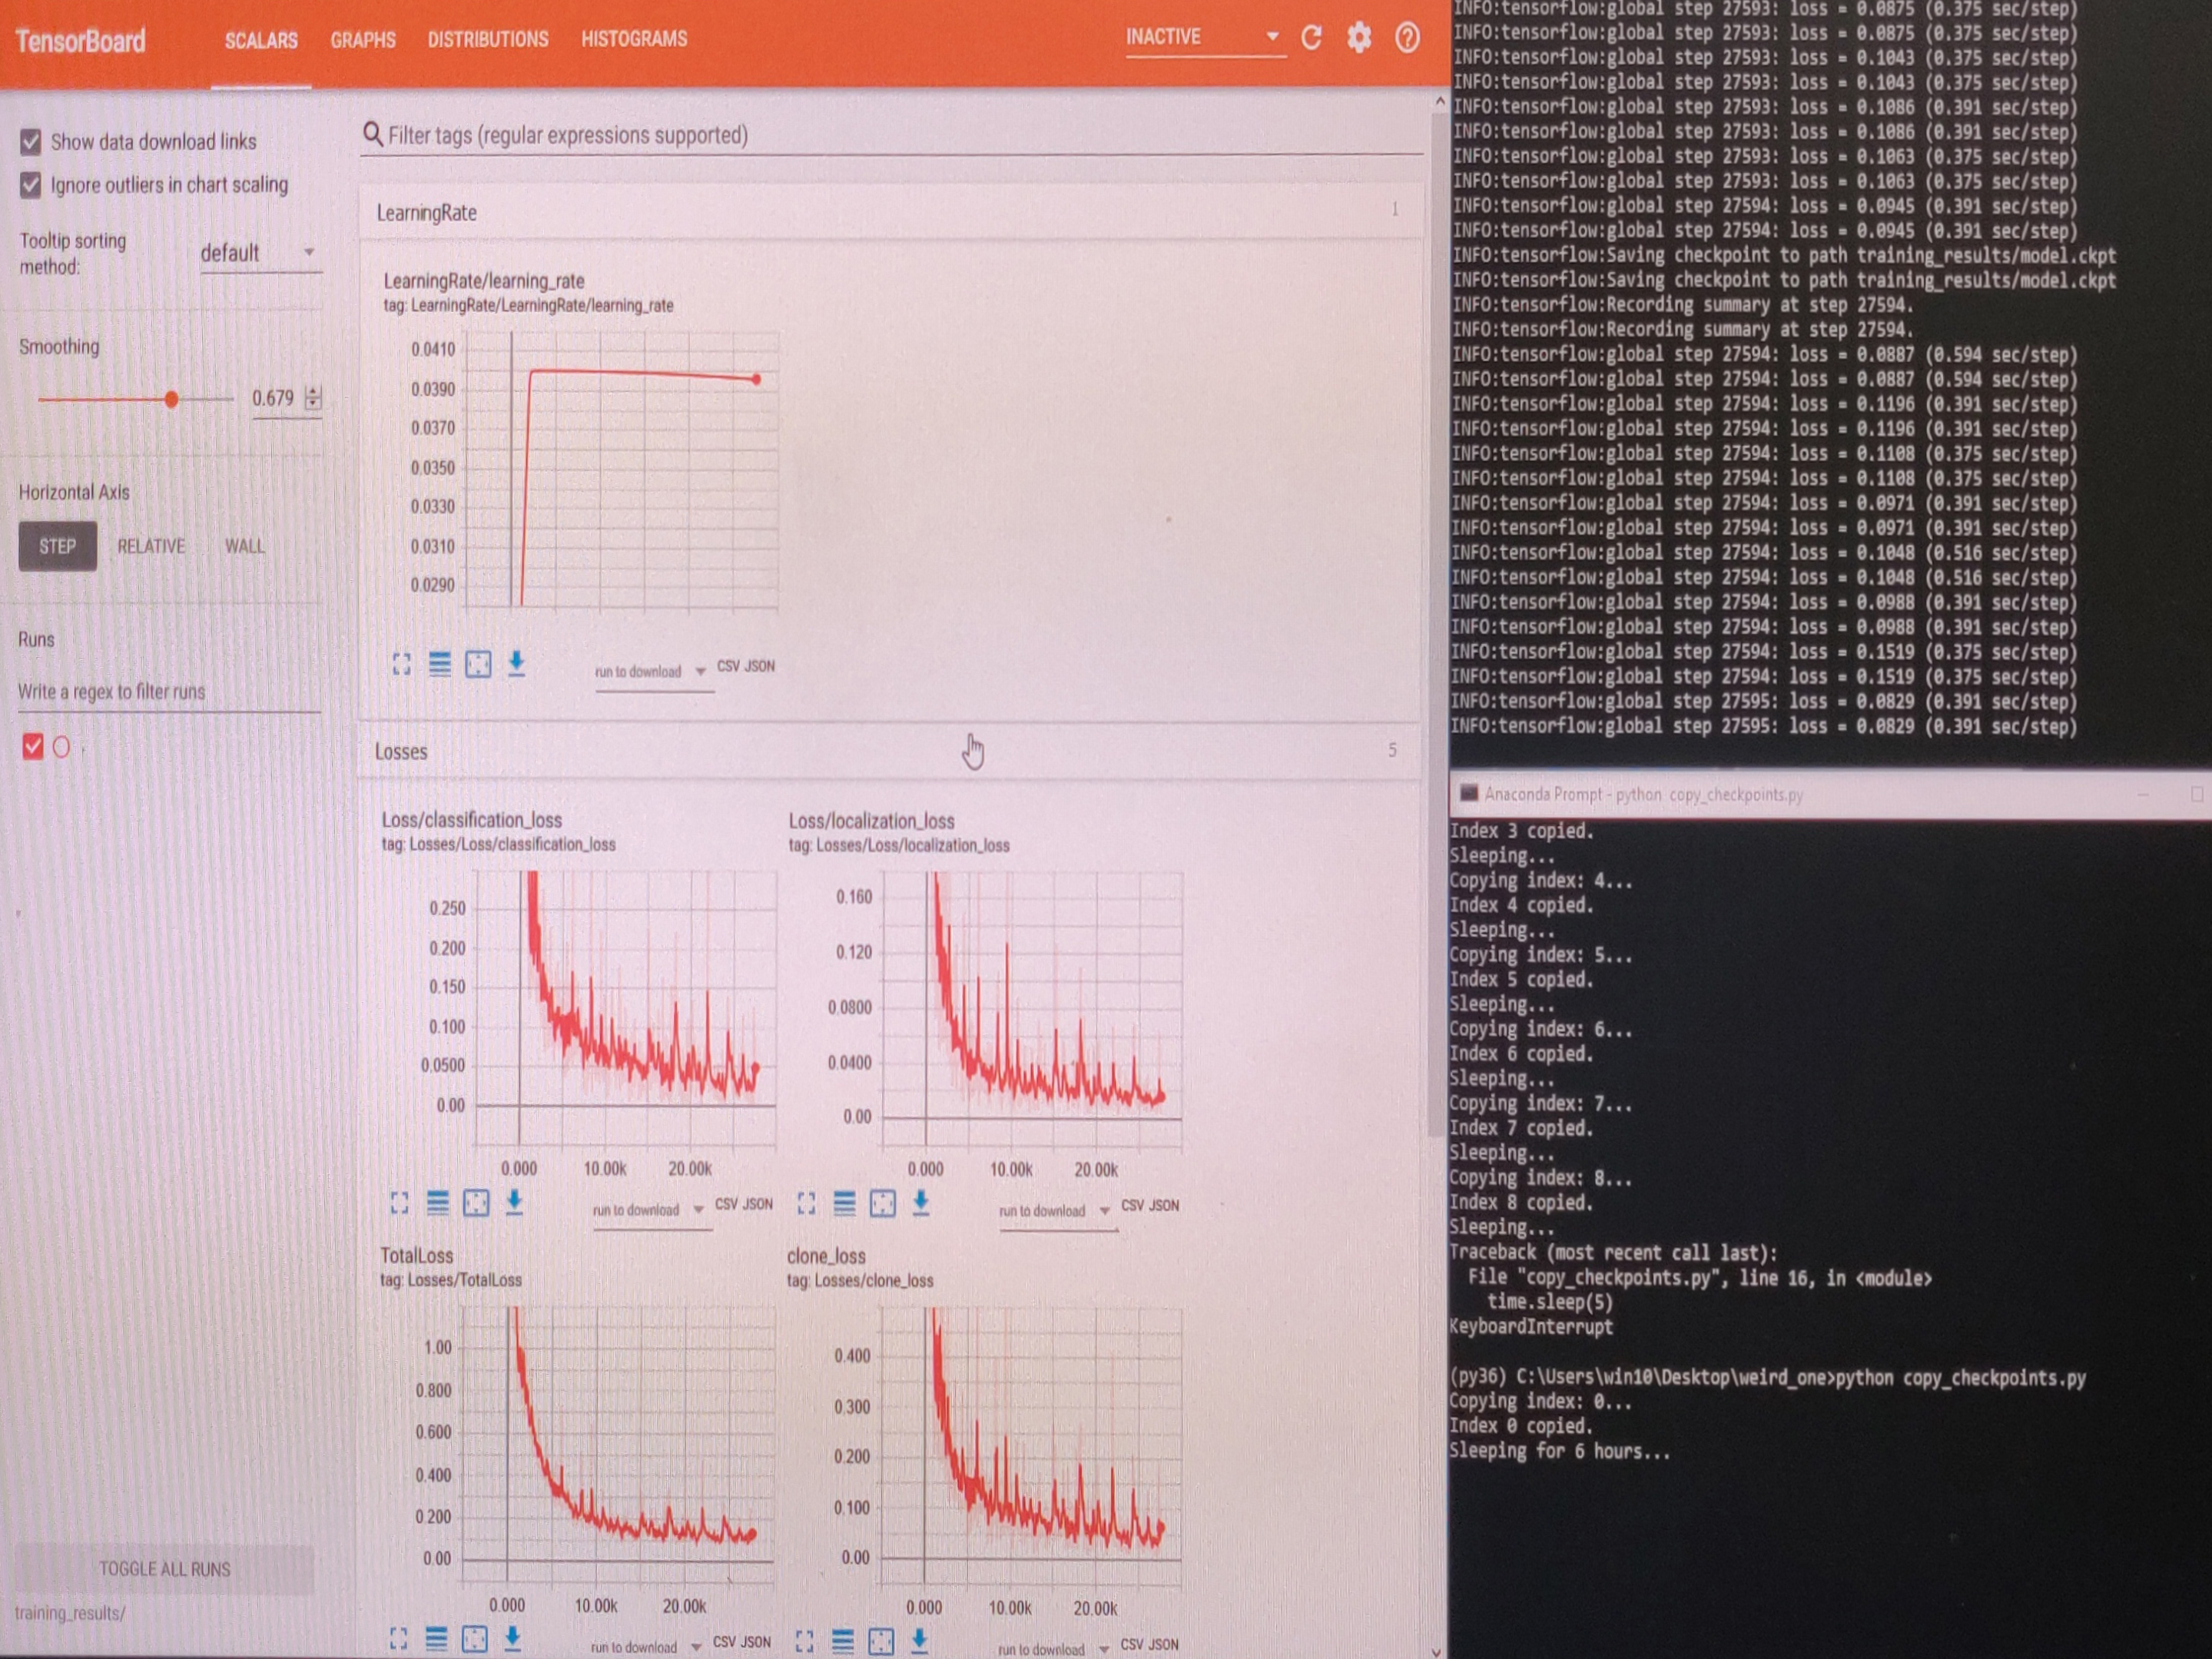 TensorBoard
SCALARS
GRAPHS
DISTRIBUTIONS
HISTOGRAMS
INACTIVE
Show data download links
Ignore outliers in chart scaling
Tooltip sorting
method:
default
Smoothing
0.679
Horizontal Axis
STEP
RELATIVE
WALL
Runs
Write a regex to filter runs
.
TOGGLE ALL RUNS
training_results/
Filter tags (regular expressions supported)
LearningRate
1
LearningRate/learning_rate
tag: LearningRate/LearningRate/learning_rate
0.0410
0.0390
0.0370
0.0350
0.0330
0.0310
0.0290
run to download
CSV JSON
Losses
5
Loss/classification_loss
tag: Losses/Loss/classification_loss
0.250
0.200
0.150
0.100
0.0500
0.00
0.000 10.00k 20.00k
run to download
CSV JSON
Loss/localization_loss
tag: Losses/Loss/localization_loss
0.160
0.120
0.0800
0.0400
0.00
0.000 10.00k 20.00k
run to download
CSV JSON
TotalLoss
tag: Losses/TotalLoss
1.00
0.800
0.600
0.400
0.200
0.00
0.000 10.00k 20.00k
run to download
CSV JSON
clone_loss
tag: Losses/clone_loss
0.400
0.300
0.200
0.100
0.00
0.000 10.00k 20.00k
run to download
CSV JSON
INFO:tensorflow:global step 27593: loss = 0.0875 (0.375 sec/step)
INFO:tensorflow:global step 27593: loss = 0.0875 (0.375 sec/step)
INFO:tensorflow:global step 27593: loss = 0.1043 (0.375 sec/step)
INFO:tensorflow:global step 27593: loss = 0.1043 (0.375 sec/step)
INFO:tensorflow:global step 27593: loss = 0.1086 (0.391 sec/step)
INFO:tensorflow:global step 27593: loss = 0.1086 (0.391 sec/step)
INFO:tensorflow:global step 27593: loss = 0.1063 (0.375 sec/step)
INFO:tensorflow:global step 27593: loss = 0.1063 (0.375 sec/step)
INFO:tensorflow:global step 27594: loss = 0.0945 (0.391 sec/step)
INFO:tensorflow:global step 27594: loss = 0.0945 (0.391 sec/step)
INFO:tensorflow:Saving checkpoint to path training_results/model.ckpt
INFO:tensorflow:Saving checkpoint to path training_results/model.ckpt
INFO:tensorflow:Recording summary at step 27594.
INFO:tensorflow:Recording summary at step 27594.
INFO:tensorflow:global step 27594: loss = 0.0887 (0.594 sec/step)
INFO:tensorflow:global step 27594: loss = 0.0887 (0.594 sec/step)
INFO:tensorflow:global step 27594: loss = 0.1196 (0.391 sec/step)
INFO:tensorflow:global step 27594: loss = 0.1196 (0.391 sec/step)
INFO:tensorflow:global step 27594: loss = 0.1108 (0.375 sec/step)
INFO:tensorflow:global step 27594: loss = 0.1108 (0.375 sec/step)
INFO:tensorflow:global step 27594: loss = 0.0971 (0.391 sec/step)
INFO:tensorflow:global step 27594: loss = 0.0971 (0.391 sec/step)
INFO:tensorflow:global step 27594: loss = 0.1048 (0.516 sec/step)
INFO:tensorflow:global step 27594: loss = 0.1048 (0.516 sec/step)
INFO:tensorflow:global step 27594: loss = 0.0988 (0.391 sec/step)
INFO:tensorflow:global step 27594: loss = 0.0988 (0.391 sec/step)
INFO:tensorflow:global step 27594: loss = 0.1519 (0.375 sec/step)
INFO:tensorflow:global step 27594: loss = 0.1519 (0.375 sec/step)
INFO:tensorflow:global step 27595: loss = 0.0829 (0.391 sec/step)
INFO:tensorflow:global step 27595: loss = 0.0829 (0.391 sec/step)
Anaconda Prompt - python copy_checkpoints.py
Index 3 copied.
Sleeping...
Copying index: 4...
Index 4 copied.
Sleeping...
Copying index: 5...
Index 5 copied.
Sleeping...
Copying index: 6...
Index 6 copied.
Sleeping...
Copying index: 7...
Index 7 copied.
Sleeping...
Copying index: 8...
Index 8 copied.
Sleeping...
Traceback (most recent call last):
File "copy_checkpoints.py", line 16, in <module>
time.sleep(5)
KeyboardInterrupt
(py36) C:\Users\win10\Desktop\weird_one>python copy_checkpoints.py
Copying index: 0...
Index 0 copied.
Sleeping for 6 hours...